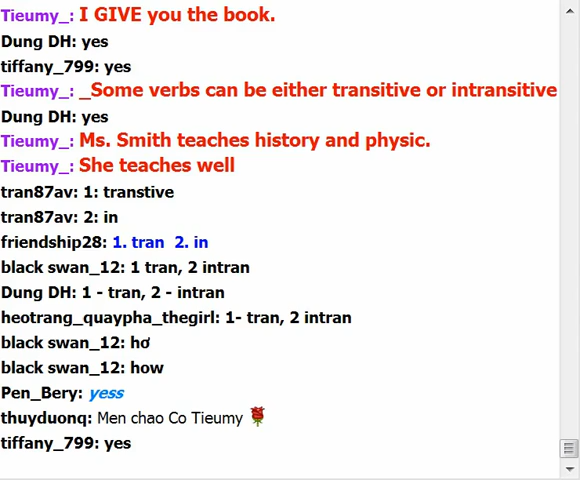 Tieumy_: I GIVE you the book.
Dung DH: yes
tiffany_799: yes
Tieumy_: _Some verbs can be either transitive or intransitive
Dung DH: yes
Tieumy_: Ms. Smith teaches history and physic.
Tieumy_: She teaches well
tran87av: 1: transtive
tran87av: 2: in
friendship28: 1. tran 2. in
black swan_12: 1 tran, 2 intran
Dung DH: 1 - tran, 2 - intran
heotrang_quaypha_thegirl: 1- tran, 2 intran
black swan_12: hơ
black swan_12: how
Pen_Bery: yess
thuyduonq: Men chao Co Tieumy
tiffany_799: yes